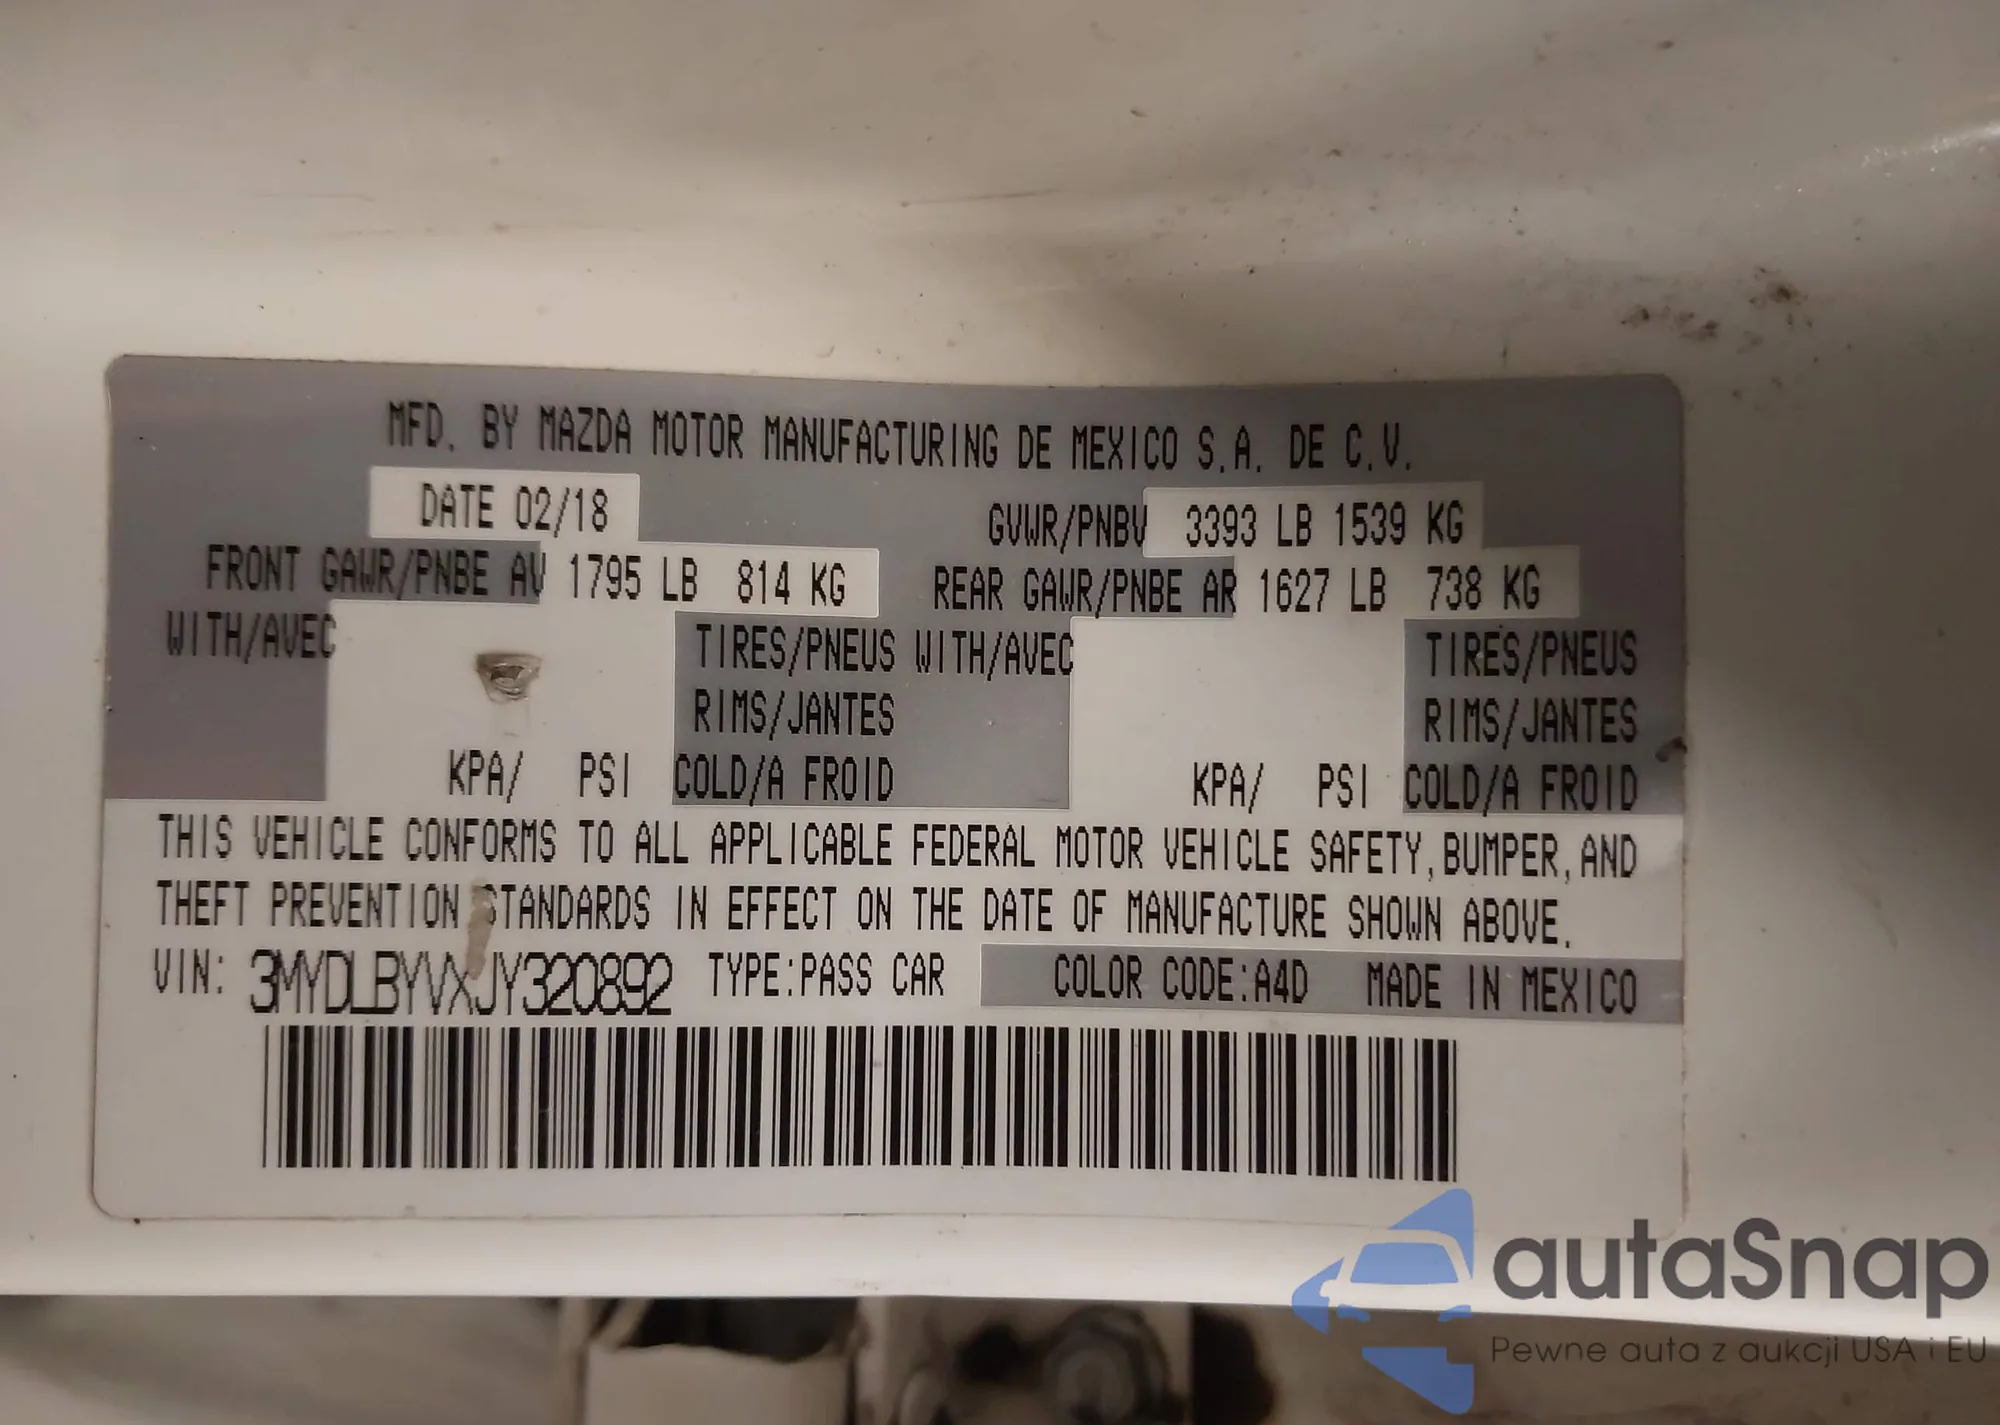 MFD. BY MAZDA MOTOR MANUFACTURING DE MEXICO S.A. DE C.V.
DATE 02/18 GVWR/PNBV 3393 LB 1539 KG
FRONT GAWR/PNBE AV 1795 LB 814 KG REAR GAWR/PNBE AR 1627 LB 738 KG
WITH/AVEC TIRES/PNEUS WITH/AVEC TIRES/PNEUS
RIMS/JANTES RIMS/JANTES
KPA/ PSI COLD/A FROID KPA/ PSI COLD/A FROID
THIS VEHICLE CONFORMS TO ALL APPLICABLE FEDERAL MOTOR VEHICLE SAFETY, BUMPER, AND
THEFT PREVENTION STANDARDS IN EFFECT ON THE DATE OF MANUFACTURE SHOWN ABOVE.
VIN: 3MYDLBYVXJY320892 TYPE:PASS CAR COLOR CODE:A4D MADE IN MEXICO
autaSnap
Pewne auta z aukcji USA i EU